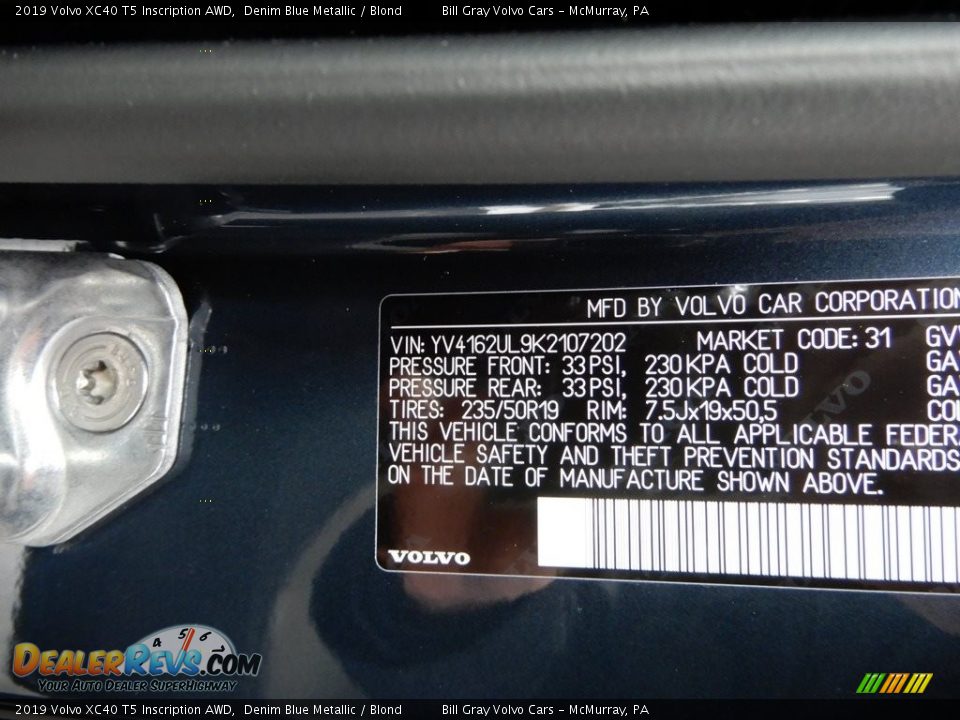 2019 Volvo XC40 T5 Inscription AWD, Denim Blue Metallic / Blond Bill Gray Volvo Cars - McMurray, PA
MFD BY VOLVO CAR CORPORATION
VIN: YV4162UL9K2107202 MARKET CODE: 31
PRESSURE FRONT: 33 PSI, 230 KPA COLD
PRESSURE REAR: 33 PSI, 230 KPA COLD
TIRES: 235/50R19 RIM: 7.5Jx19x50,5
THIS VEHICLE CONFORMS TO ALL APPLICABLE FEDERA
VEHICLE SAFETY AND THEFT PREVENTION STANDARDS
ON THE DATE OF MANUFACTURE SHOWN ABOVE.
VOLVO
4 5 6
DEALERREVS.COM
YOUR AUTO DEALER SUPERHIGHWAY
2019 Volvo XC40 T5 Inscription AWD, Denim Blue Metallic / Blond Bill Gray Volvo Cars - McMurray, PA